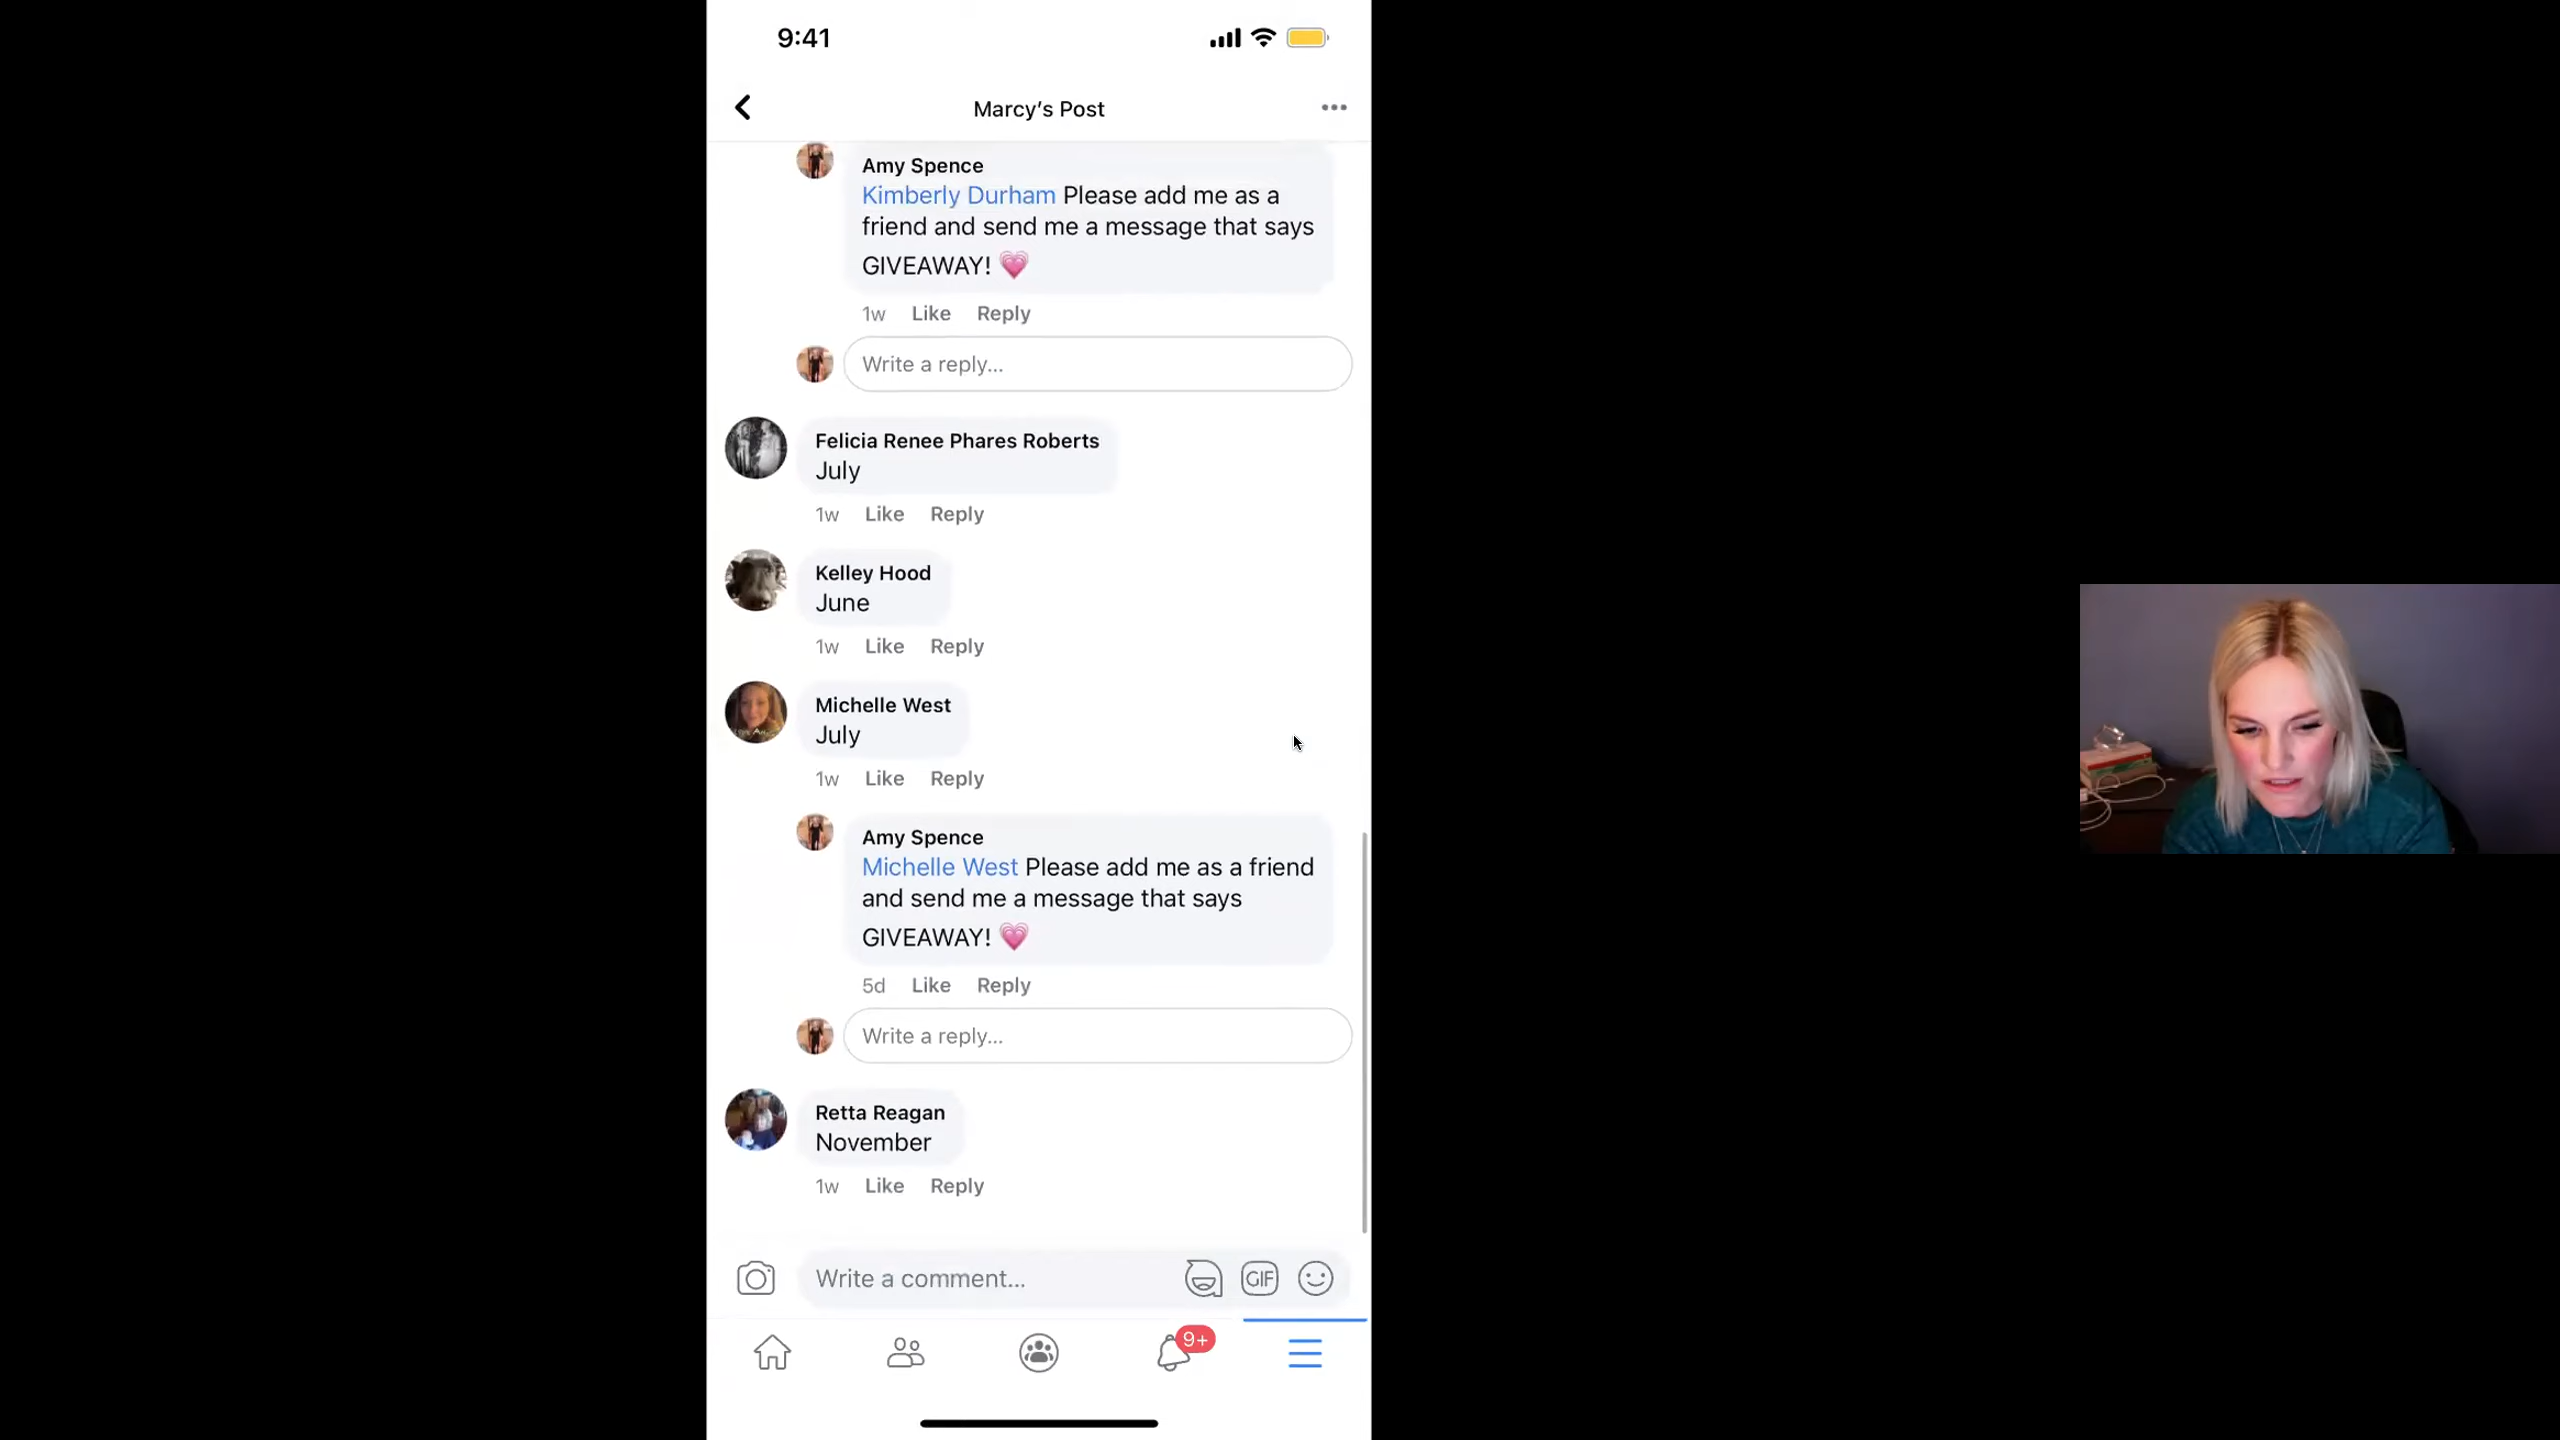 9:41
Marcy's Post
Amy Spence
Kimberly Durham Please add me as a
friend and send me a message that says
GIVEAWAY! 💗
1w Like Reply
Write a reply...
Felicia Renee Phares Roberts
July
1w Like Reply
Kelley Hood
June
1w Like Reply
Michelle West
July
1w Like Reply
Amy Spence
Michelle West Please add me as a friend
and send me a message that says
GIVEAWAY! 💗
5d Like Reply
Write a reply...
Retta Reagan
November
1w Like Reply
Write a comment...
GIF
9+